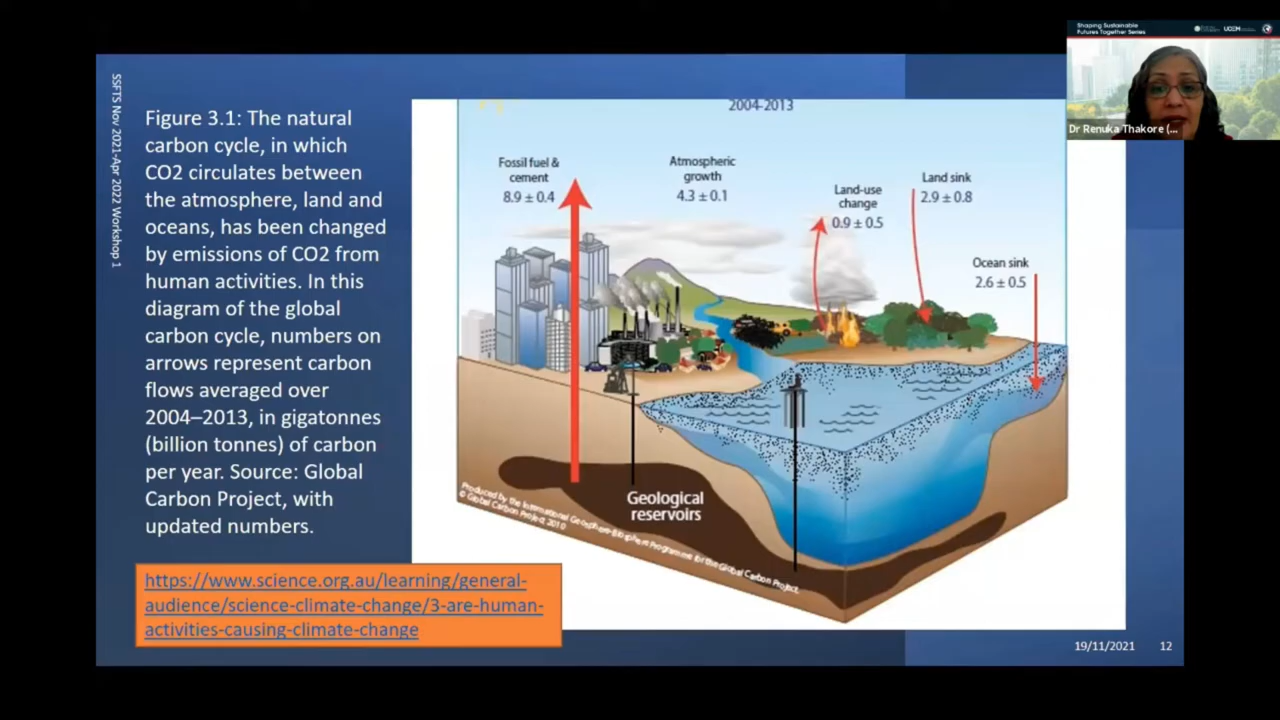 Shaping Sustainable
Futures Together Series
UCEM
Dr Renuka Thakore (...
SSFTS Nov 2021-Apr 2022 Workshop 1
Figure 3.1: The natural
carbon cycle, in which
CO2 circulates between
the atmosphere, land and
oceans, has been changed
by emissions of CO2 from
human activities. In this
diagram of the global
carbon cycle, numbers on
arrows represent carbon
flows averaged over
2004–2013, in gigatonnes
(billion tonnes) of carbon
per year. Source: Global
Carbon Project, with
updated numbers.
https://www.science.org.au/learning/general-
audience/science-climate-change/3-are-human-
activities-causing-climate-change
2004-2013
Fossil fuel &
cement
8.9 ± 0.4
Atmospheric
growth
4.3 ± 0.1
Land-use
change
0.9 ± 0.5
Land sink
2.9 ± 0.8
Ocean sink
2.6 ± 0.5
Geological
reservoirs
Produced by the International Geosphere-Biosphere Programme for the Global Carbon Project.
© Global Carbon Project 2010
19/11/2021 12